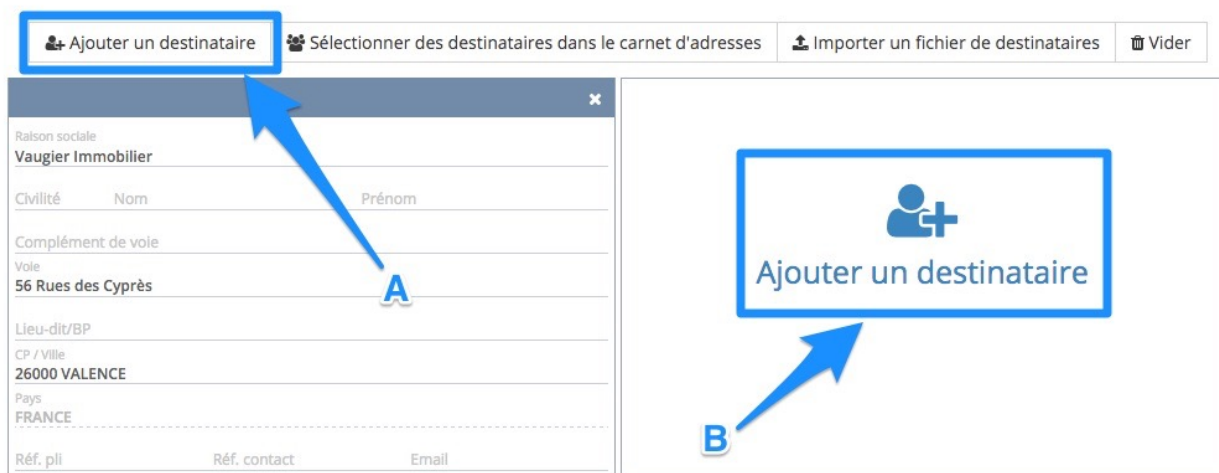 Ajouter un destinataire Sélectionner des destinataires dans le carnet d'adresses Importer un fichier de destinataires Vider
Raison sociale
Vaugier Immobilier
Civilité Nom Prénom
Complément de voie
Voie
56 Rues des Cyprès
Lieu-dit/BP
CP / Ville
26000 VALENCE
Pays
FRANCE
Réf. pli Réf. contact Email
A
Ajouter un destinataire
B